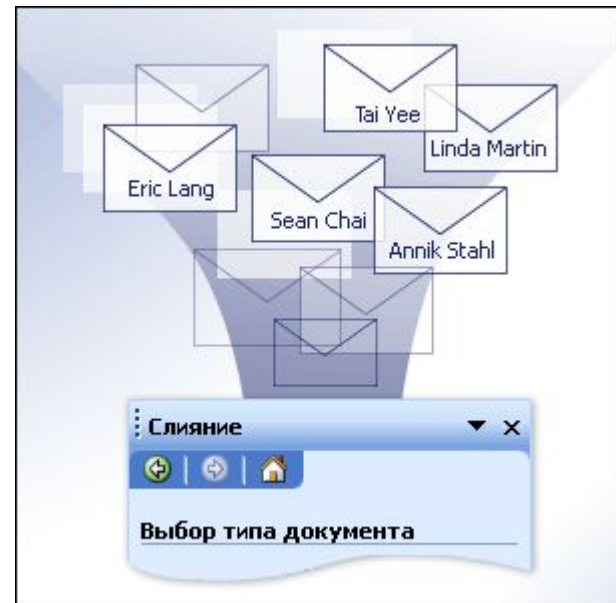 Tai Yee
Linda Martin
Eric Lang
Sean Chai
Annik Stahl
Слияние
Выбор типа документа